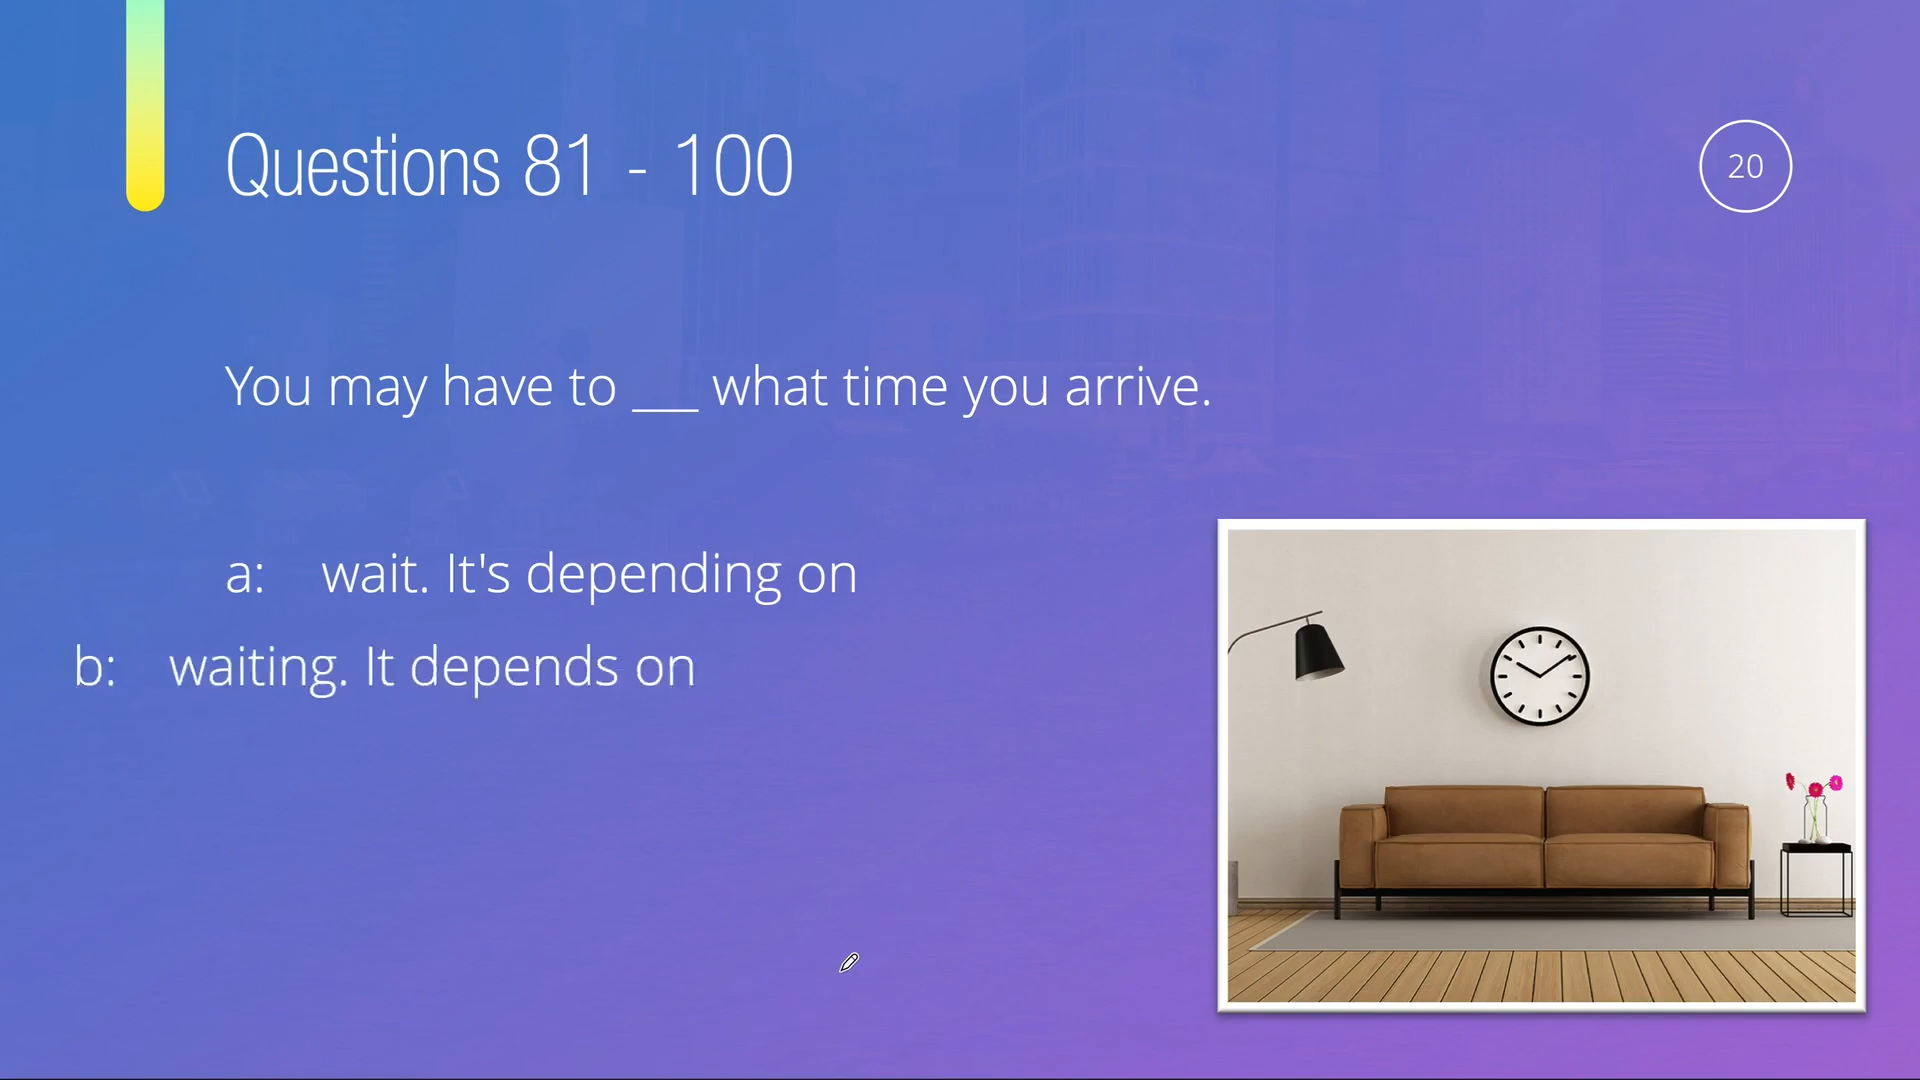 Questions 81 - 100
20
You may have to ___ what time you arrive.
a: wait. It's depending on
b: waiting. It depends on